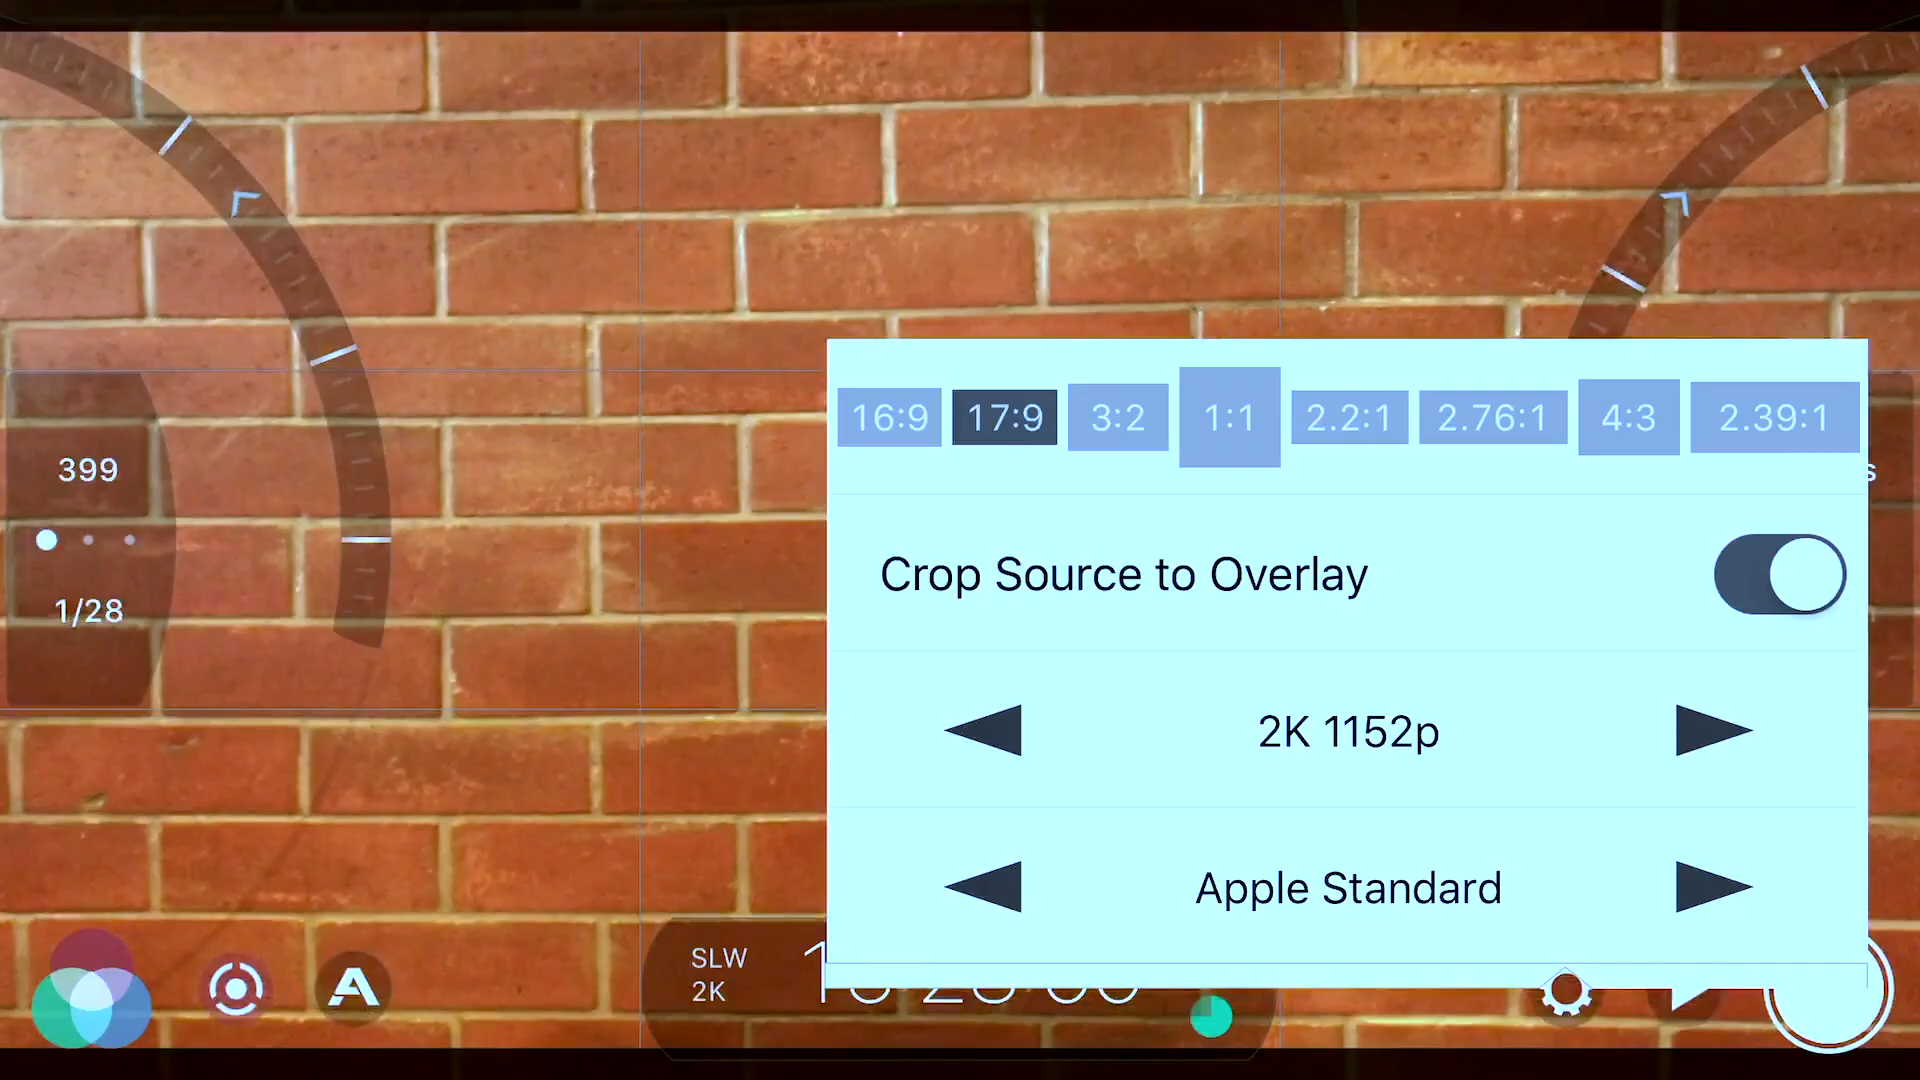 16:9 17:9 3:2 1:1 2.2:1 2.76:1 4:3 2.39:1
399
s
Crop Source to Overlay
1/28
2K 1152p
Apple Standard
SLW
2K